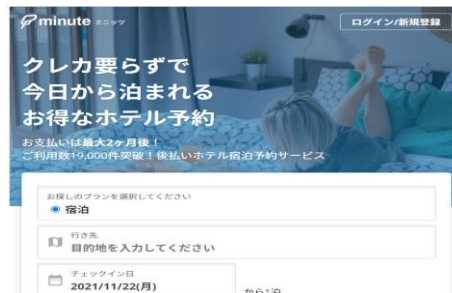 minute ミニッツ
ログイン/新規登録
クレカ要らずで
今日から泊まれる
お得なホテル予約
お支払いは最大2ヶ月後！
ご利用数19,000件突破！後払いホテル宿泊予約サービス
お探しのプランを選択してください
宿泊
行き先
目的地を入力してください
チェックイン日
2021/11/22(月)
から1泊